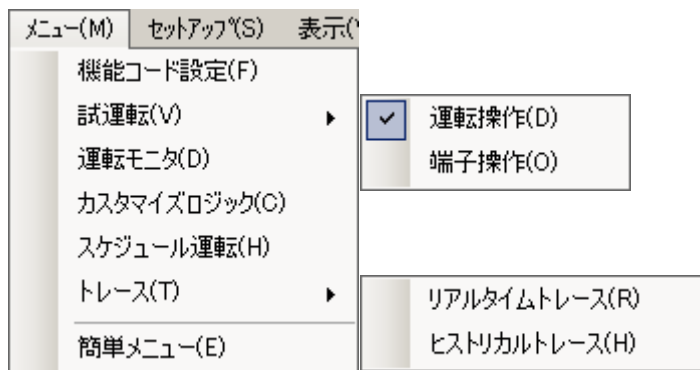 メニュー(M) セットアップ(S) 表示(
機能コード設定(F)
試運転(V)
運転操作(D)
端子操作(O)
運転モニタ(D)
カスタマイズロジック(C)
スケジュール運転(H)
トレース(T)
リアルタイムトレース(R)
ヒストリカルトレース(H)
簡単メニュー(E)